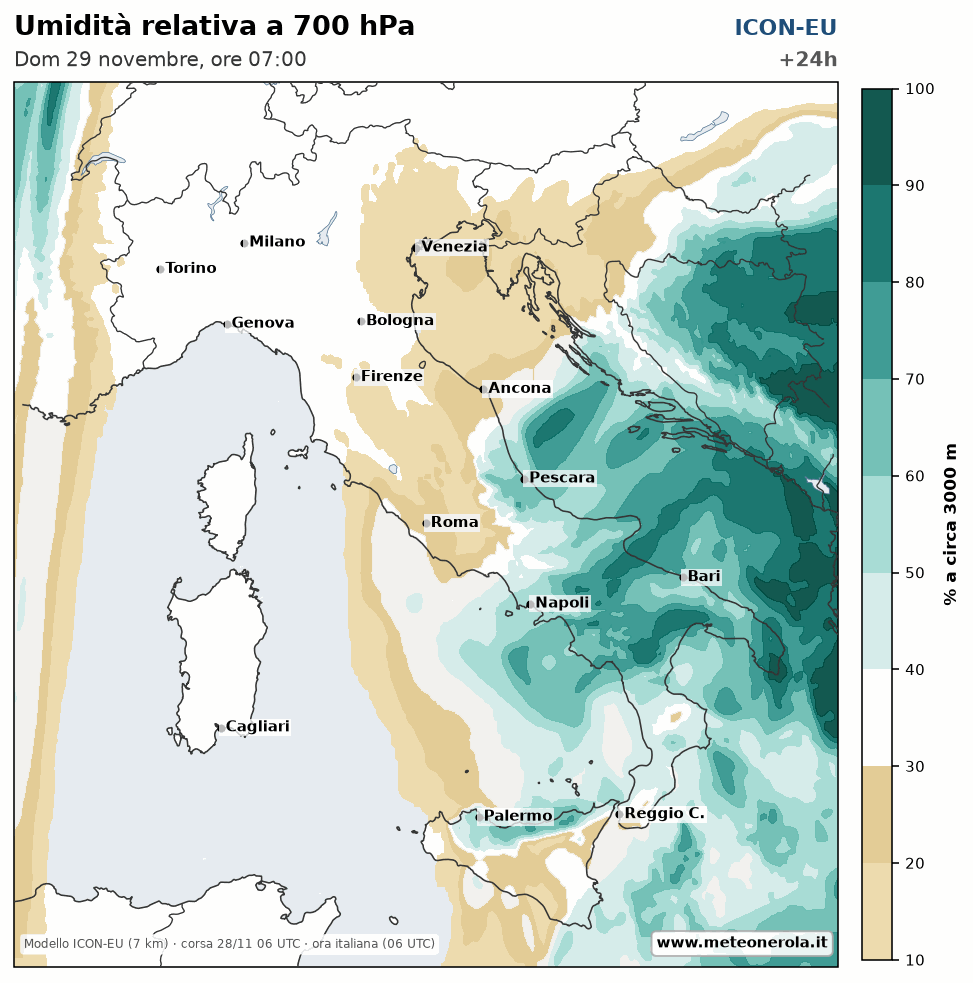 Umidità relativa a 700 hPa
ICON-EU
Dom 29 novembre, ore 07:00
+24h
100
90
80
70
60
50
40
30
20
10
% a circa 3000 m
Milano
Venezia
Torino
Genova
Bologna
Firenze
Ancona
Pescara
Roma
Bari
Napoli
Cagliari
Palermo
Reggio C.
Modello ICON-EU (7 km) · corsa 28/11 06 UTC · ora italiana (06 UTC)
www.meteonerola.it